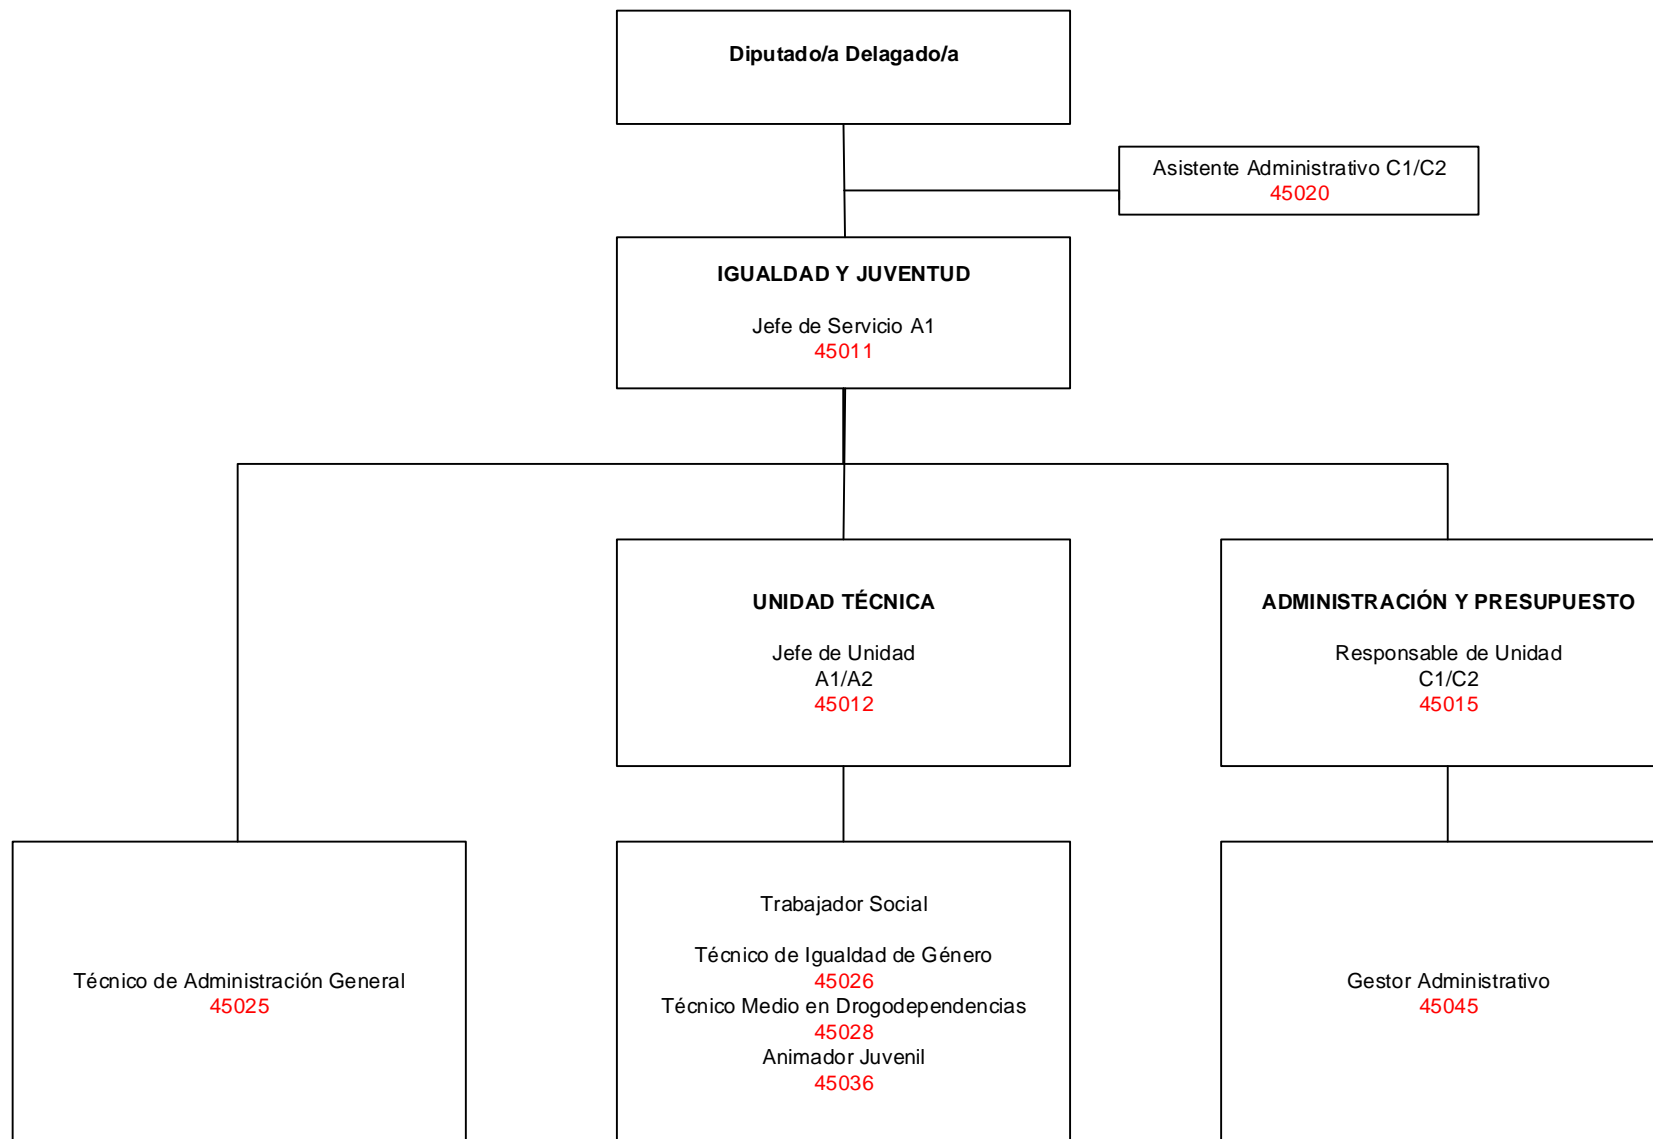 Diputado/a Delagado/a
Asistente Administrativo C1/C2
45020
IGUALDAD Y JUVENTUD
Jefe de Servicio A1
45011
UNIDAD TÉCNICA
Jefe de Unidad
A1/A2
45012
ADMINISTRACIÓN Y PRESUPUESTO
Responsable de Unidad
C1/C2
45015
Técnico de Administración General
45025
Trabajador Social
Técnico de Igualdad de Género
45026
Técnico Medio en Drogodependencias
45028
Animador Juvenil
45036
Gestor Administrativo
45045